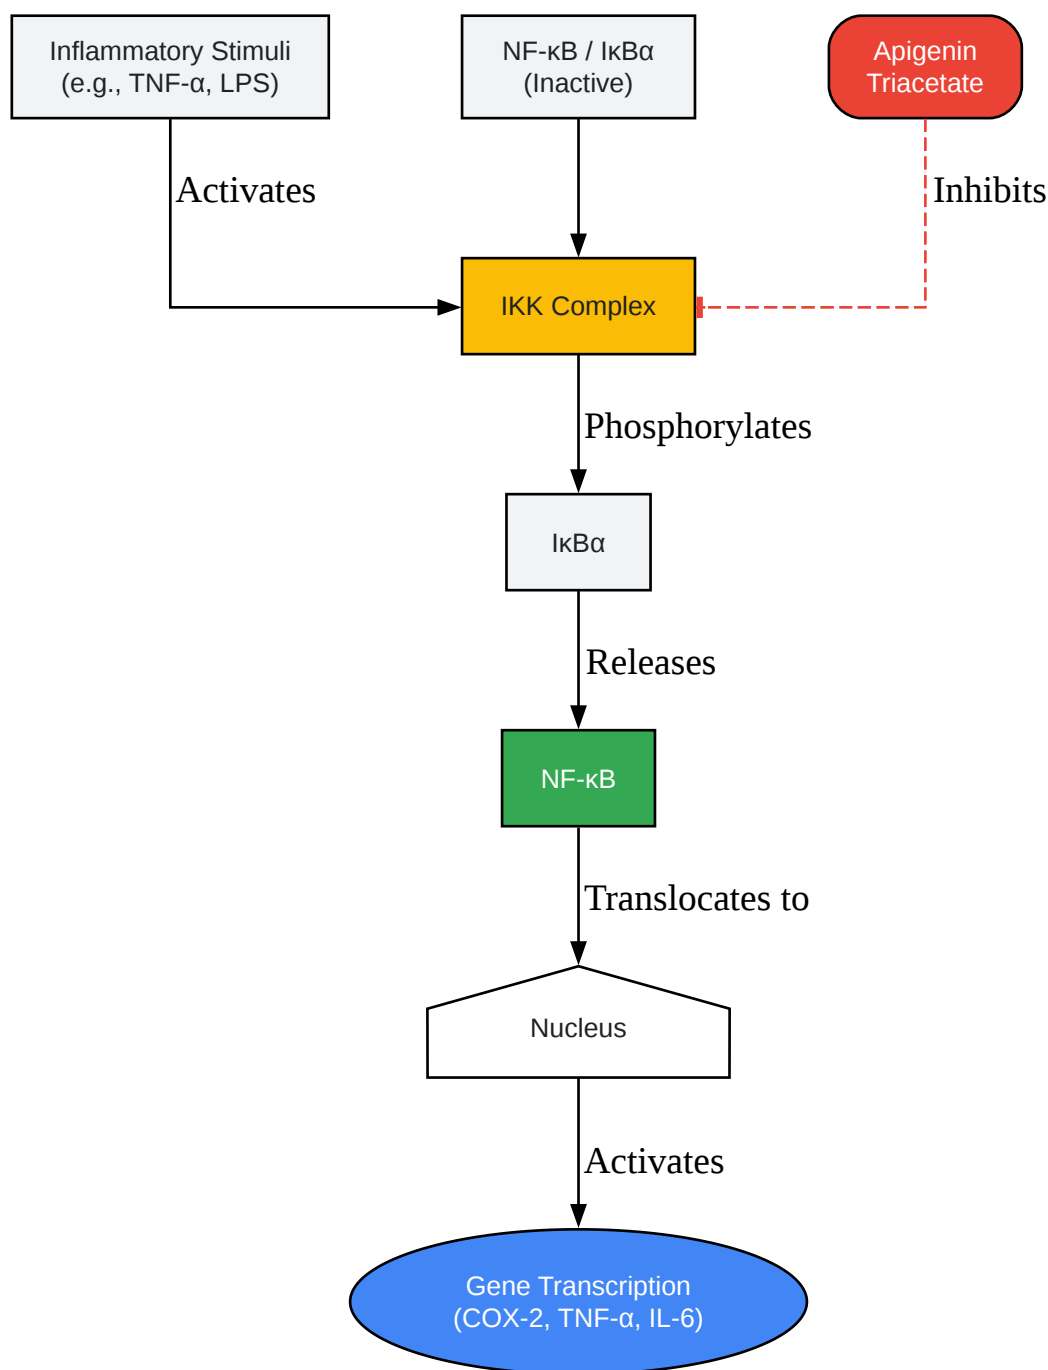 Inflammatory Stimuli
(e.g., TNF-α, LPS)
NF-κB / IκBα
(Inactive)
Apigenin
Triacetate
Activates
Inhibits
IKK Complex
Phosphorylates
IκBα
Releases
NF-κB
Translocates to
Nucleus
Activates
Gene Transcription
(COX-2, TNF-α, IL-6)